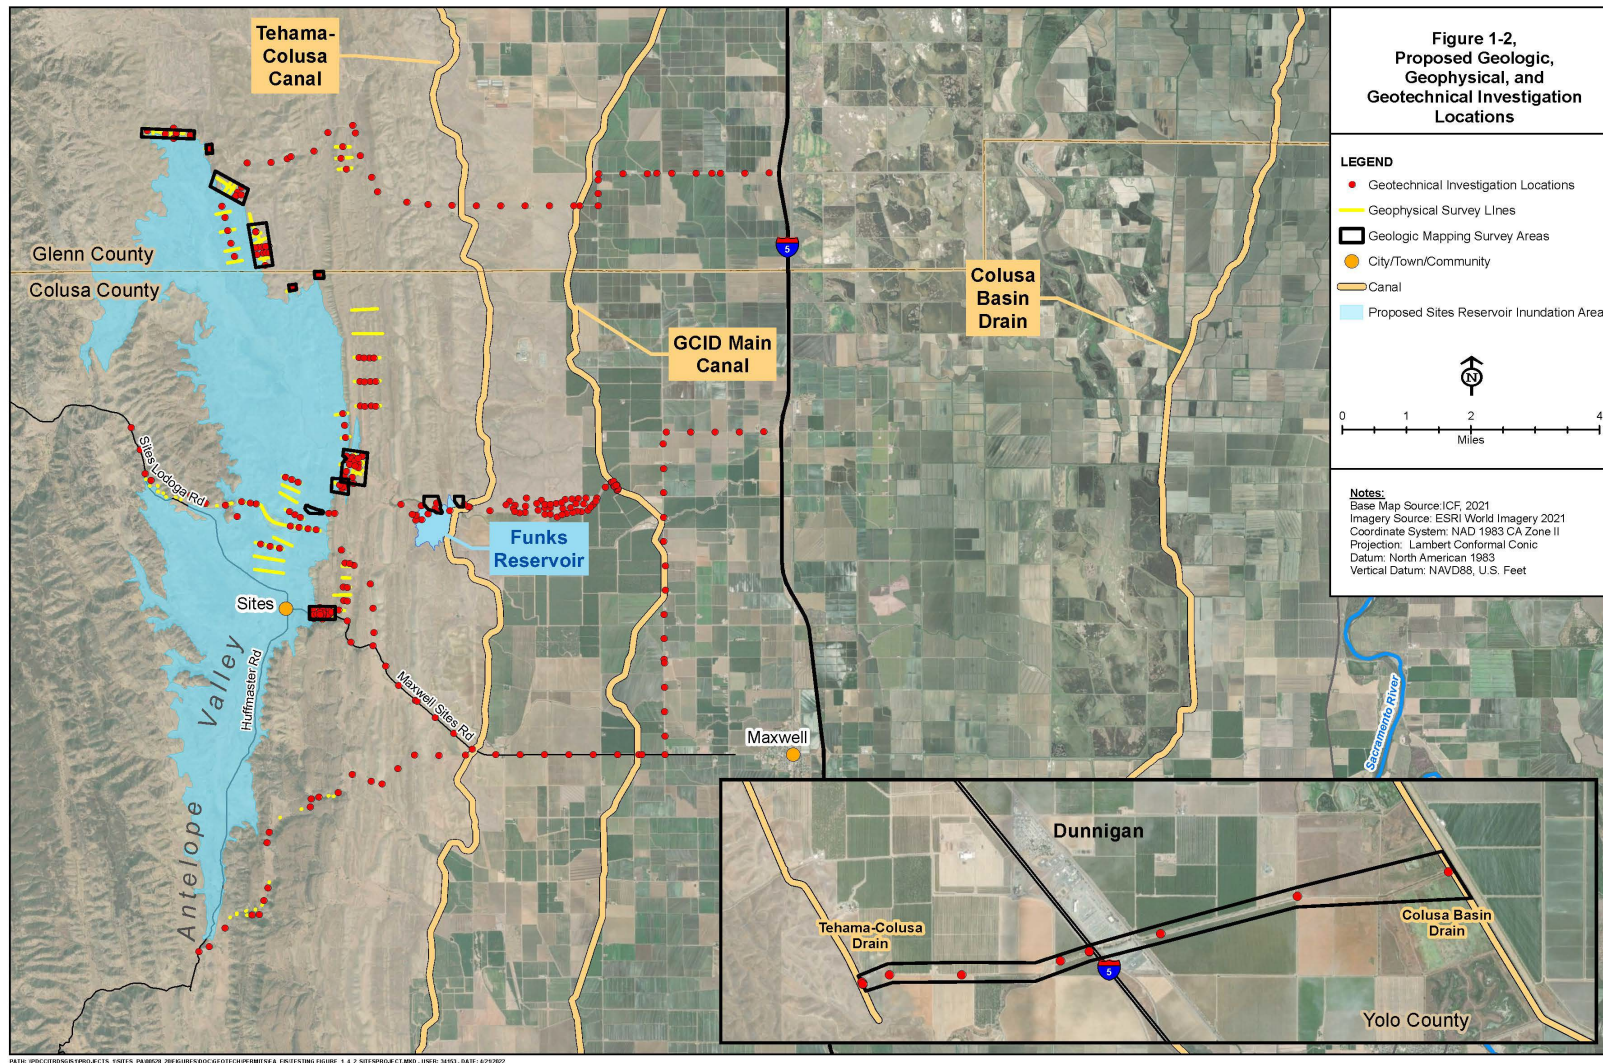 Figure 1-2,
Proposed Geologic,
Geophysical, and
Geotechnical Investigation
Locations
LEGEND
Geotechnical Investigation Locations
Geophysical Survey LInes
Geologic Mapping Survey Areas
City/Town/Community
Canal
Proposed Sites Reservoir Inundation Area
N
0 1 2 4
Miles
Notes:
Base Map Source:ICF, 2021
Imagery Source: ESRI World Imagery 2021
Coordinate System: NAD 1983 CA Zone II
Projection: Lambert Conformal Conic
Datum: North American 1983
Vertical Datum: NAVD88, U.S. Feet
Tehama-
Colusa
Canal
Glenn County
Colusa County
5
Colusa
Basin
Drain
GCID Main
Canal
Sites Lodoga Rd
Funks
Reservoir
Sites
Huffmaster Rd
Maxwell Sites Rd
Antelope Valley
Maxwell
Sacramento River
Dunnigan
Tehama-Colusa
Drain
5
Colusa Basin
Drain
Yolo County